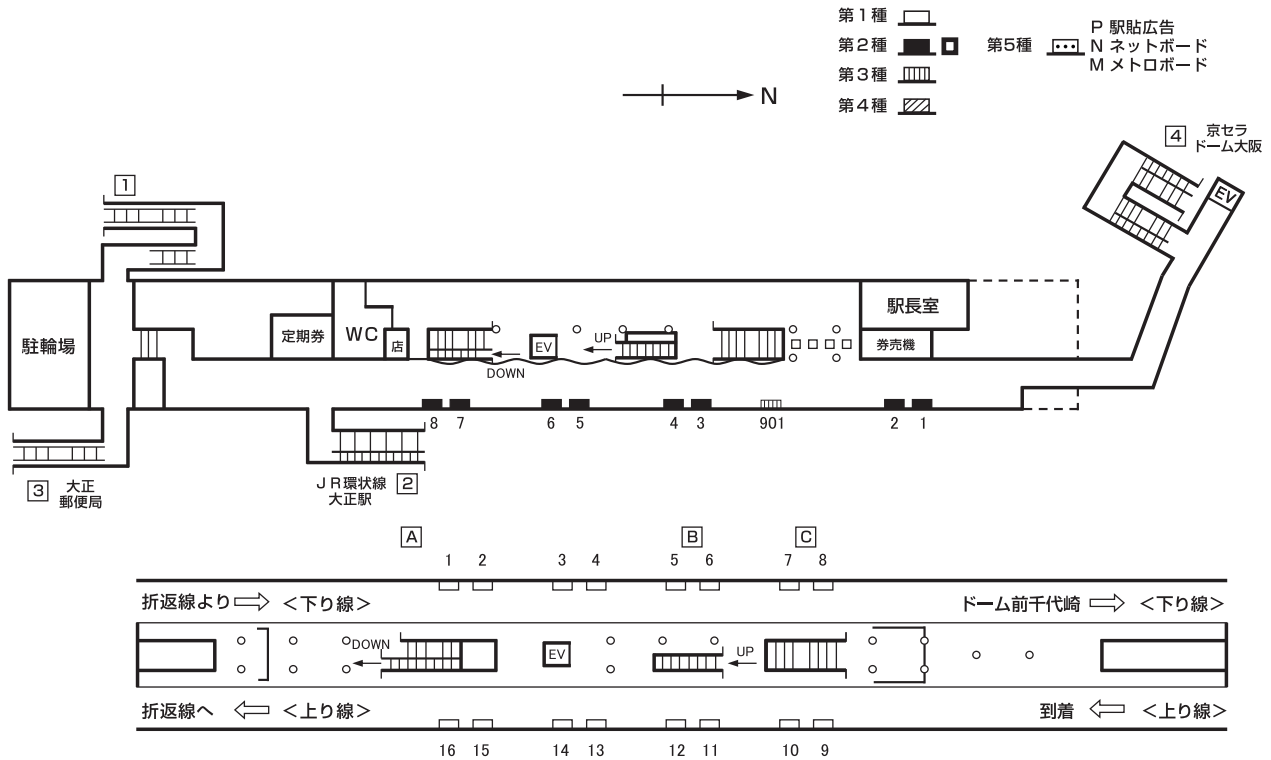 第1種
第2種
第3種
第4種
第5種
P 駅貼広告
N ネットボード
M メトロボード
N
4
京セラ
ドーム大阪
EV
1
駐輪場
定期券
WC
店
DOWN
EV
UP
駅長室
券売機
8 7 6 5 4 3 901 2 1
3
大正
郵便局
JR環状線
大正駅
2
A B C
1 2 3 4 5 6 7 8
折返線より <下り線>
ドーム前千代崎 <下り線>
DOWN
EV
UP
折返線へ <上り線>
到着 <上り線>
16 15 14 13 12 11 10 9